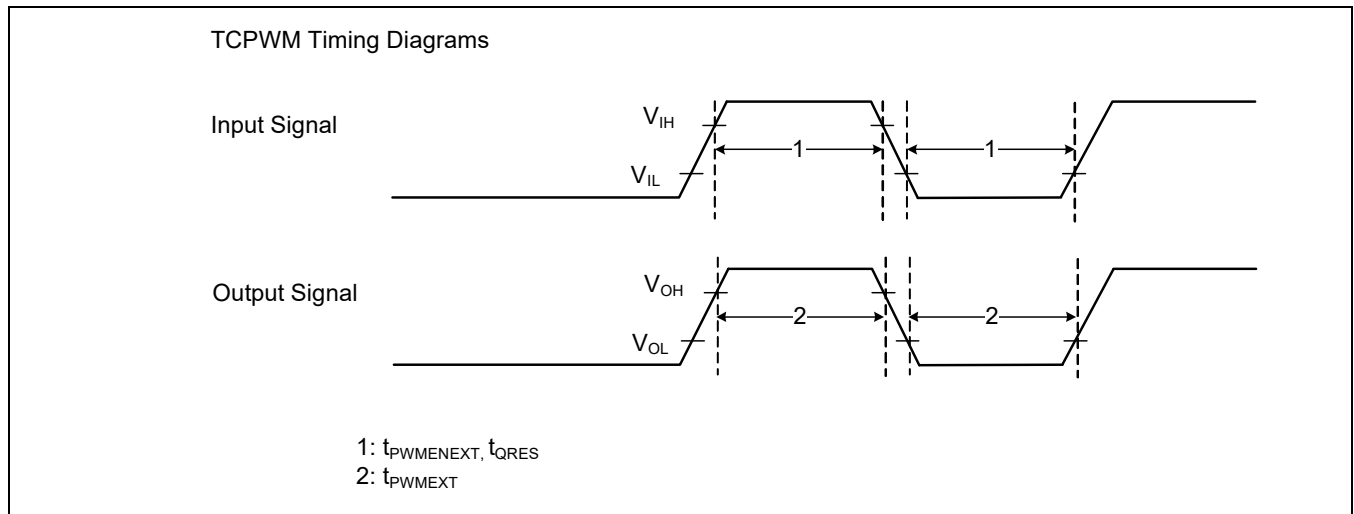 TCPWM Timing Diagrams
Input Signal
VIH
1
1
VIL
Output Signal
VOH
2
2
VOL
1: tPWMENEXT, tQRES
2: tPWMEXT